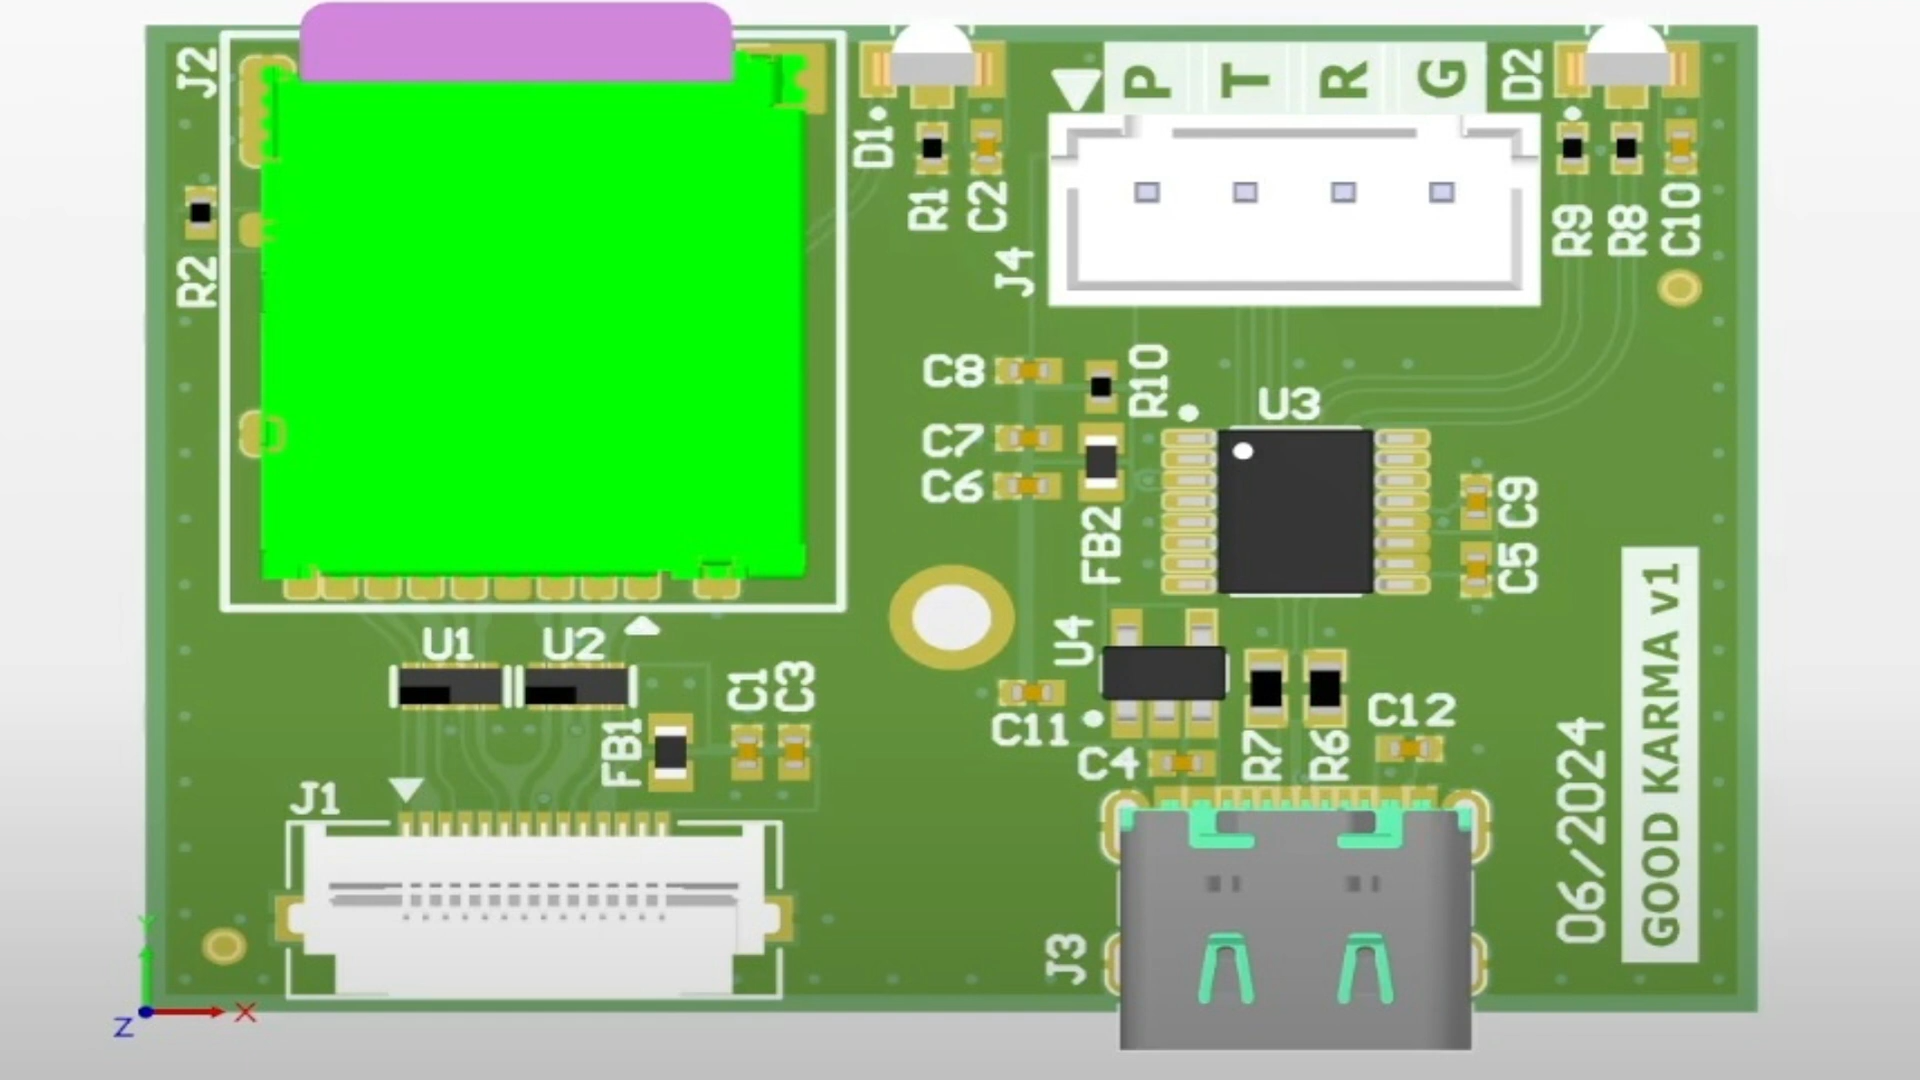 J2
P T R G
D2
D1
R2
R1
C2
J4
R9
R8
C10
C8
R10
U3
C7
C6
FB2
C9
C5
U1
U2
U4
C1
C3
C11
FB1
C4
R7
R6
C12
J1
06/2024
GOOD KARMA v1
J3
Y
Z
X